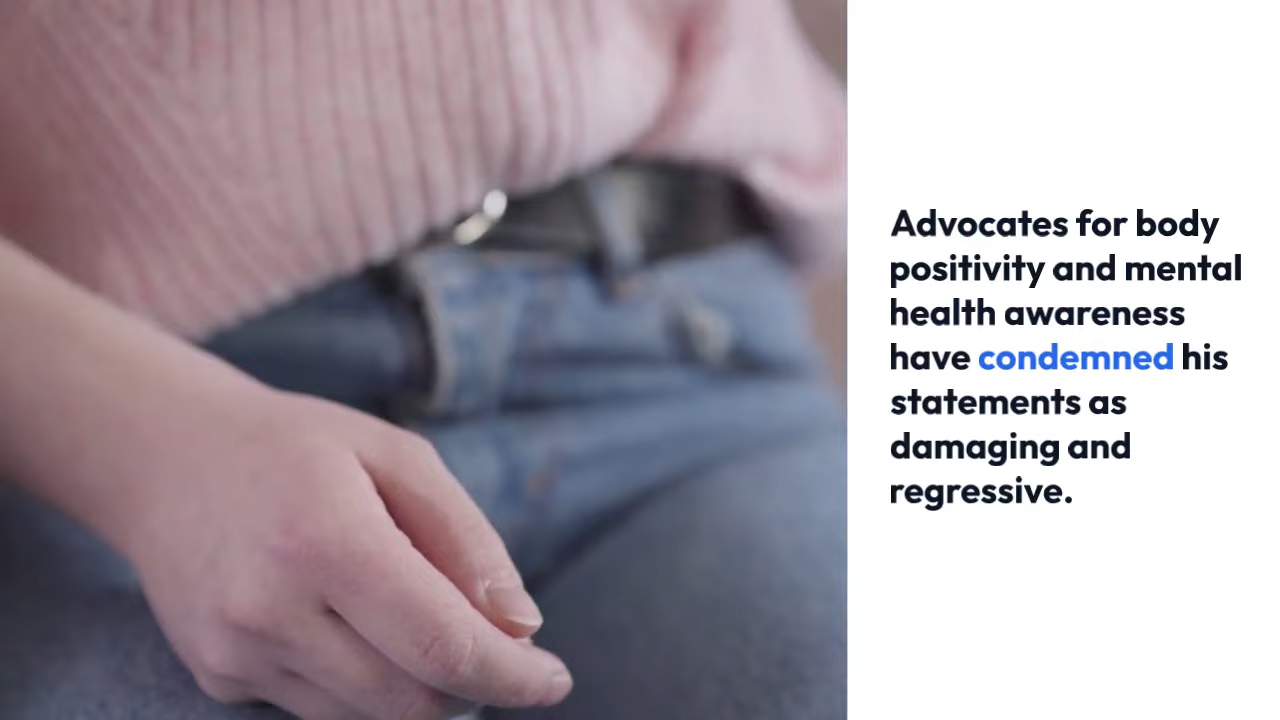 Advocates for body
positivity and mental
health awareness
have condemned his
statements as
damaging and
regressive.